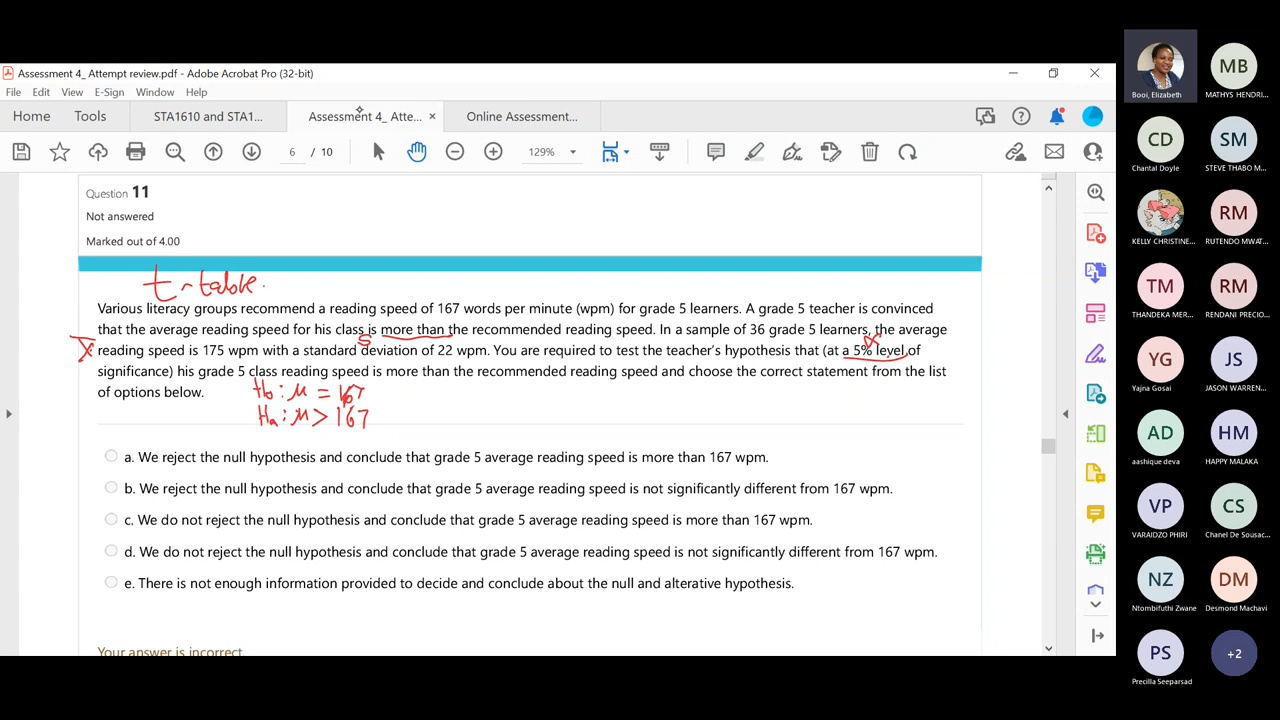 Assessment 4_ Attempt review.pdf - Adobe Acrobat Pro (32-bit)
File Edit View E-Sign Window Help
Home Tools STA1610 and STA1... Assessment 4_ Atte... × Online Assessment...
6 / 10 129%
Question 11
Not answered
Marked out of 4.00
t - table.
Various literacy groups recommend a reading speed of 167 words per minute (wpm) for grade 5 learners. A grade 5 teacher is convinced
that the average reading speed for his class is more than the recommended reading speed. In a sample of 36 grade 5 learners, the average
S α
x̄ reading speed is 175 wpm with a standard deviation of 22 wpm. You are required to test the teacher's hypothesis that (at a 5% level of
significance) his grade 5 class reading speed is more than the recommended reading speed and choose the correct statement from the list
of options below.
H₀ : μ = 167
Hₐ : μ > 167
a. We reject the null hypothesis and conclude that grade 5 average reading speed is more than 167 wpm.
b. We reject the null hypothesis and conclude that grade 5 average reading speed is not significantly different from 167 wpm.
c. We do not reject the null hypothesis and conclude that grade 5 average reading speed is more than 167 wpm.
d. We do not reject the null hypothesis and conclude that grade 5 average reading speed is not significantly different from 167 wpm.
e. There is not enough information provided to decide and conclude about the null and alterative hypothesis.
Your answer is incorrect.
Booi, Elizabeth
MB
MATHYS HENDRI...
CD
Chantal Doyle
SM
STEVE THABO M...
KELLY CHRISTINE...
RM
RUTENDO MWAT...
TM
THANDEKA MER...
RM
RENDANI PRECIO...
YG
Yajna Gosai
JS
JASON WARREN...
AD
aashique deva
HM
HAPPY MALAKA
VP
VARAIDZO PHIRI
CS
Chanel De Sousac...
NZ
Ntombifuthi Zwane
DM
Desmond Machavi
PS
Precilla Seeparsad
+2